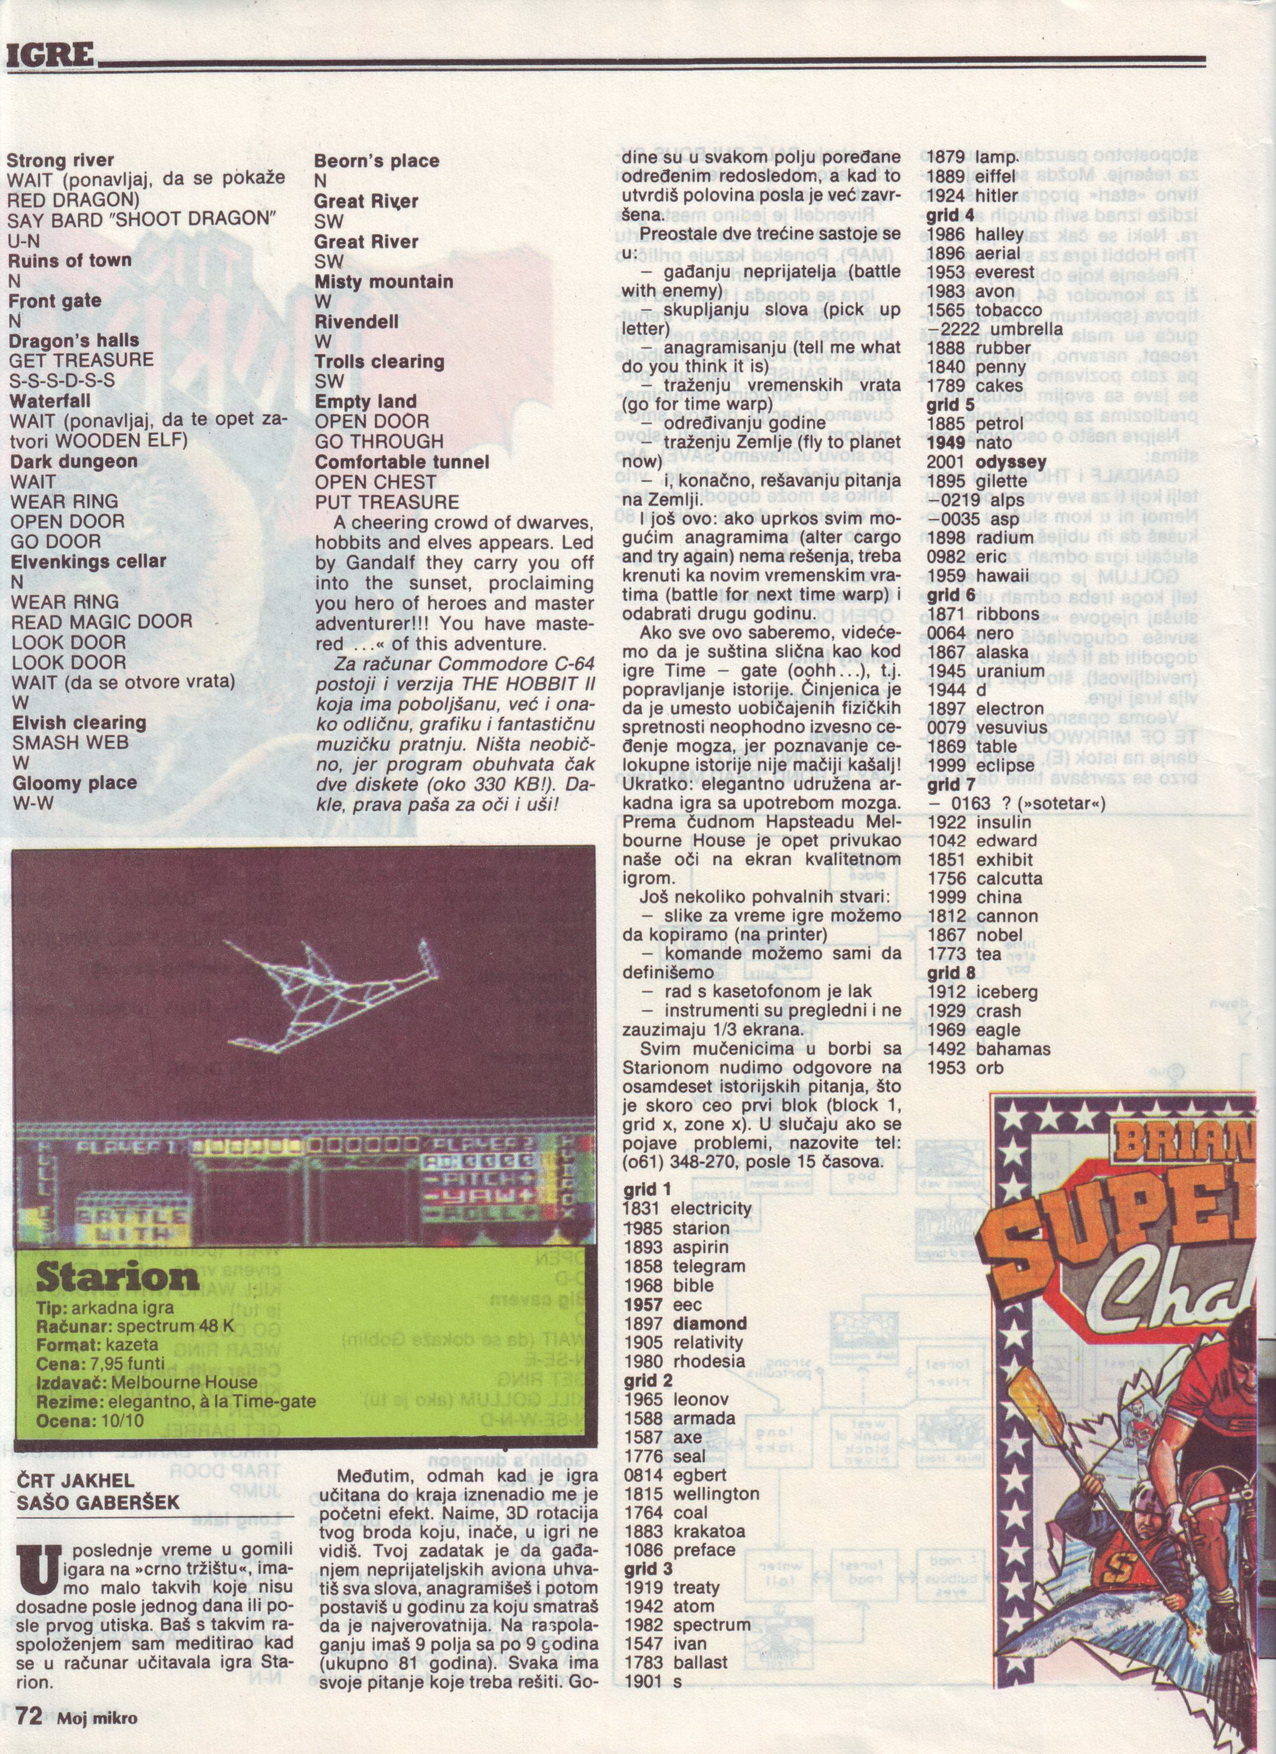 IGRE
Strong river
WAIT (ponavljaj, da se pokaže
RED DRAGON)
SAY BARD "SHOOT DRAGON"
U-N
Ruins of town
N
Front gate
N
Dragon's halls
GET TREASURE
S-S-S-D-S-S
Waterfall
WAIT (ponavljaj, da te opet za-
tvori WOODEN ELF)
Dark dungeon
WAIT
WEAR RING
OPEN DOOR
GO DOOR
Elvenkings cellar
N
WEAR RING
READ MAGIC DOOR
LOOK DOOR
LOOK DOOR
WAIT (da se otvore vrata)
W
Elvish clearing
SMASH WEB
W
Gloomy place
W-W
Beorn's place
N
Great River
SW
Great River
SW
Misty mountain
W
Rivendell
W
Trolls clearing
SW
Empty land
OPEN DOOR
GO THROUGH
Comfortable tunnel
OPEN CHEST
PUT TREASURE
A cheering crowd of dwarves,
hobbits and elves appears. Led
by Gandalf they carry you off
into the sunset, proclaiming
you hero of heroes and master
adventurer!!! You have maste-
red ...« of this adventure.
Za računar Commodore C-64
postoji i verzija THE HOBBIT II
koja ima poboljšanu, već i ona-
ko odličnu, grafiku i fantastičnu
muzičku pratnju. Ništa neobič-
no, jer program obuhvata čak
dve diskete (oko 330 KB!). Da-
kle, prava paša za oči i uši!
PLAYER 1 000000 00000 PLAYER 2
BATTLE
WITH
PITCH
YAW
ROLL
Starion
Tip: arkadna igra
Računar: spectrum 48 K
Format: kazeta
Cena: 7,95 funti
Izdavač: Melbourne House
Rezime: elegantno, à la Time-gate
Ocena: 10/10
ČRT JAKHEL
SAŠO GABERŠEK
U poslednje vreme u gomili
igara na »crno tržištu«, ima-
mo malo takvih koje nisu
dosadne posle jednog dana ili po-
sle prvog utiska. Baš s takvim ra-
spoloženjem sam meditirao kad
se u računar učitavala igra Sta-
rion.
Međutim, odmah kad je igra
učitana do kraja iznenadio me je
početni efekt. Naime, 3D rotacija
tvog broda koju, inače, u igri ne
vidiš. Tvoj zadatak je da gađa-
njem neprijateljskih aviona uhva-
tiš sva slova, anagramišeš i potom
postaviš u godinu za koju smatraš
da je najverovatnija. Na raspola-
ganju imaš 9 polja sa po 9 godina
(ukupno 81 godina). Svaka ima
svoje pitanje koje treba rešiti. Go-
dine su u svakom polju poređane
određenim redosledom, a kad to
utvrdiš polovina posla je već zavr-
šena.
Preostale dve trećine sastoje se
u:
– gađanju neprijatelja (battle
with enemy)
– skupljanju slova (pick up
letter)
– anagramisanju (tell me what
do you think it is)
– traženju vremenskih vrata
(go for time warp)
– određivanju godine
– traženiu Zemlje (fly to planet
now)
– i, konačno, rešavanju pitanja
na Zemlji.
I još ovo: ako uprkos svim mo-
gućim anagramima (alter cargo
and try again) nema rešenja, treba
krenuti ka novim vremenskim vra-
tima (battle for next time warp) i
odabrati drugu godinu.
Ako sve ovo saberemo, videće-
mo da je suština slična kao kod
igre Time – gate (oohh...), t.j.
popravljanje istorije. Činjenica je
da je umesto uobičajenih fizičkih
spretnosti neophodno izvesno ce-
đenje mogza, jer poznavanje ce-
lokupne istorije nije mačiji kašalj!
Ukratko: elegantno udružena ar-
kadna igra sa upotrebom mozga.
Prema čudnom Hapsteadu Mel-
bourne House je opet privukao
naše oči na ekran kvalitetnom
igrom.
Još nekoliko pohvalnih stvari:
– slike za vreme igre možemo
da kopiramo (na printer)
– komande možemo sami da
definišemo
– rad s kasetofonom je lak
– instrumenti su pregledni i ne
zauzimaju 1/3 ekrana.
Svim mučenicima u borbi sa
Starionom nudimo odgovore na
osamdeset istorijskih pitanja, što
je skoro ceo prvi blok (block 1,
grid x, zone x). U slučaju ako se
pojave problemi, nazovite tel:
(o61) 348-270, posle 15 časova.
grid 1
1831 electricity
1985 starion
1893 aspirin
1858 telegram
1968 bible
1957 eec
1897 diamond
1905 relativity
1980 rhodesia
grid 2
1965 leonov
1588 armada
1587 axe
1776 seal
0814 egbert
1815 wellington
1764 coal
1883 krakatoa
1086 preface
grid 3
1919 treaty
1942 atom
1982 spectrum
1547 ivan
1783 ballast
1901 s
1879 lamp.
1889 eiffel
1924 hitler
grid 4
1986 halley
1896 aerial
1953 everest
1983 avon
1565 tobacco
–2222 umbrella
1888 rubber
1840 penny
1789 cakes
grid 5
1885 petrol
1949 nato
2001 odyssey
1895 gilette
–0219 alps
–0035 asp
1898 radium
0982 eric
1959 hawaii
grid 6
1871 ribbons
0064 nero
1867 alaska
1945 uranium
1944 d
1897 electron
0079 vesuvius
1869 table
1999 eclipse
grid 7
– 0163 ? (»sotetar«)
1922 insulin
1042 edward
1851 exhibit
1756 calcutta
1999 china
1812 cannon
1867 nobel
1773 tea
grid 8
1912 iceberg
1929 crash
1969 eagle
1492 bahamas
1953 orb
BRIAN
SUPER
Chal
S
72 Moj mikro